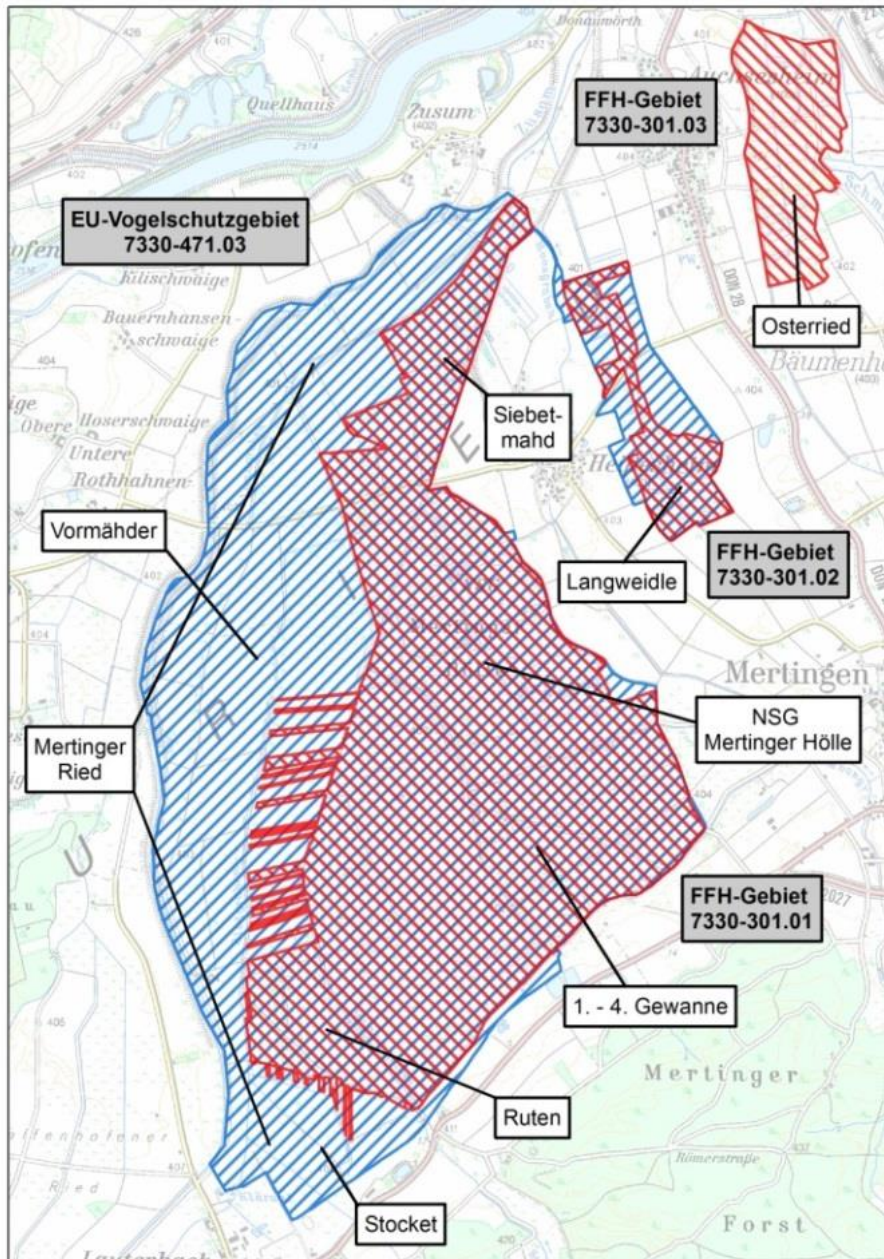 Donaumörth
Quellhaus
Zusum
(402)
Auchsesheim
FFH-Gebiet
7330-301.03
EU-Vogelschutzgebiet
7330-471.03
Kilischwaige
Bauernhansen-
schwaige
DON 28
Osterried
Obere
Hoserschwaige
Untere
Rothhahnen-
Siebet-
mahd
E
Vormähder
Langweidle
FFH-Gebiet
7330-301.02
Mertingen
NSG
Mertinger Hölle
R
Mertinger
Ried
U
FFH-Gebiet
7330-301.01
2027
1. - 4. Gewanne
Mertinger
Ruten
Römerstraße
Ried
Stocket
Forst